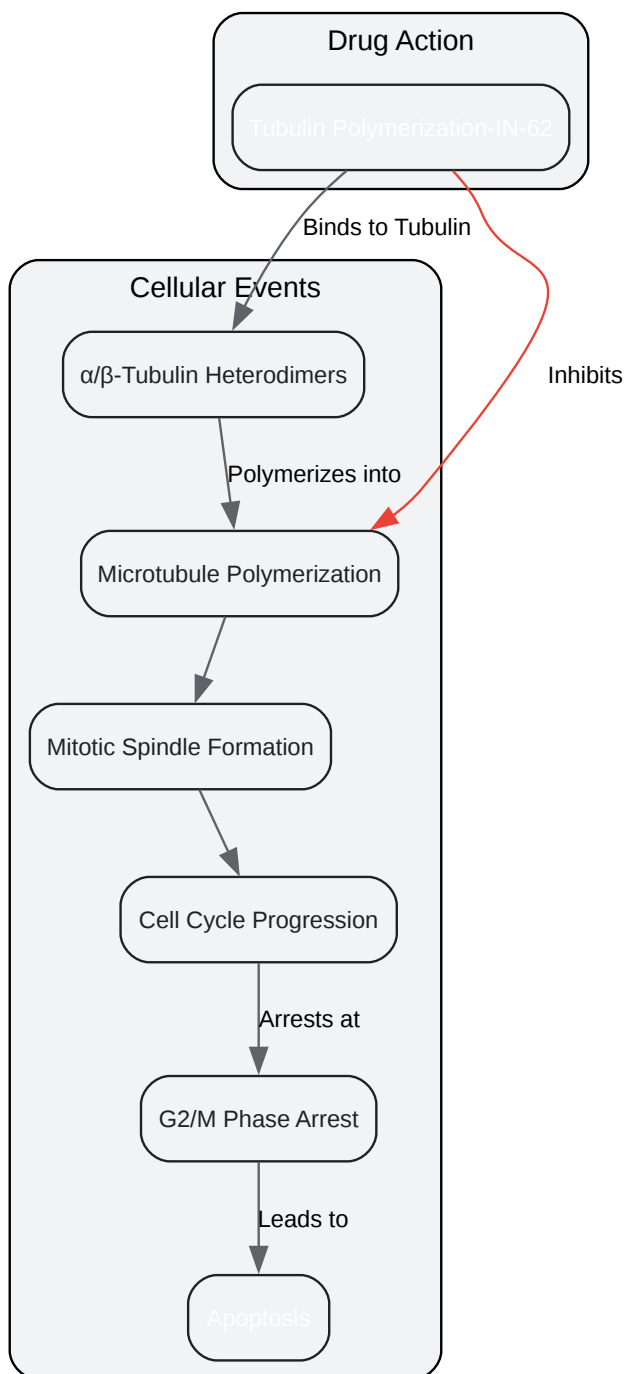 Drug Action
Tubulin Polymerization-IN-62
Binds to Tubulin
Cellular Events
α/β-Tubulin Heterodimers
Inhibits
Polymerizes into
Microtubule Polymerization
Mitotic Spindle Formation
Cell Cycle Progression
Arrests at
G2/M Phase Arrest
Leads to
Apoptosis